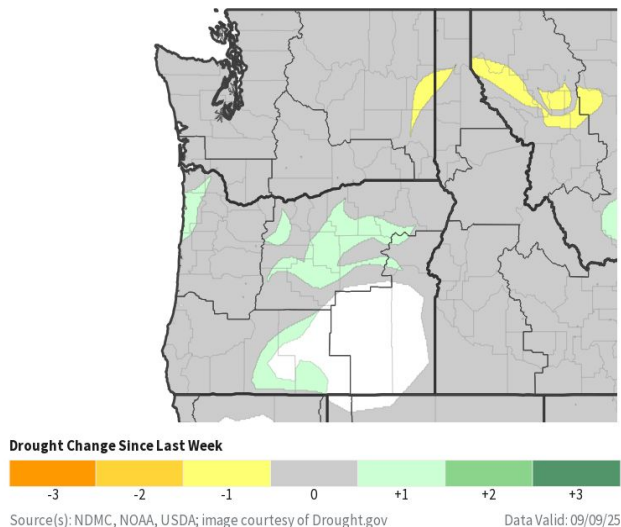 Drought Change Since Last Week
-3 -2 -1 0 +1 +2 +3
Source(s): NDMC, NOAA, USDA; image courtesy of Drought.gov Data Valid: 09/09/25